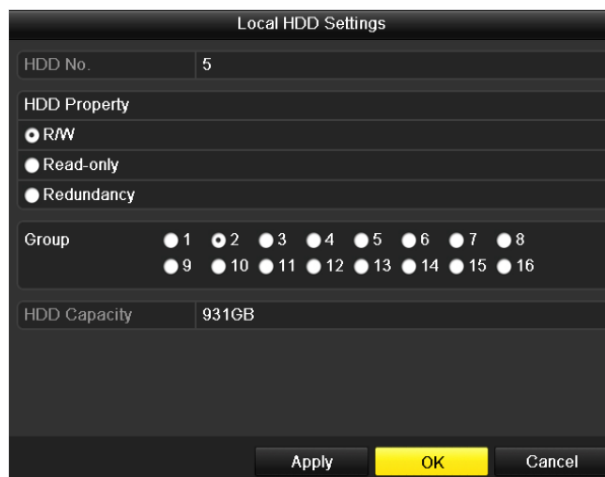 Local HDD Settings
HDD No. 5
HDD Property
R/W
Read-only
Redundancy
Group 1 2 3 4 5 6 7 8
9 10 11 12 13 14 15 16
HDD Capacity 931GB
Apply OK Cancel